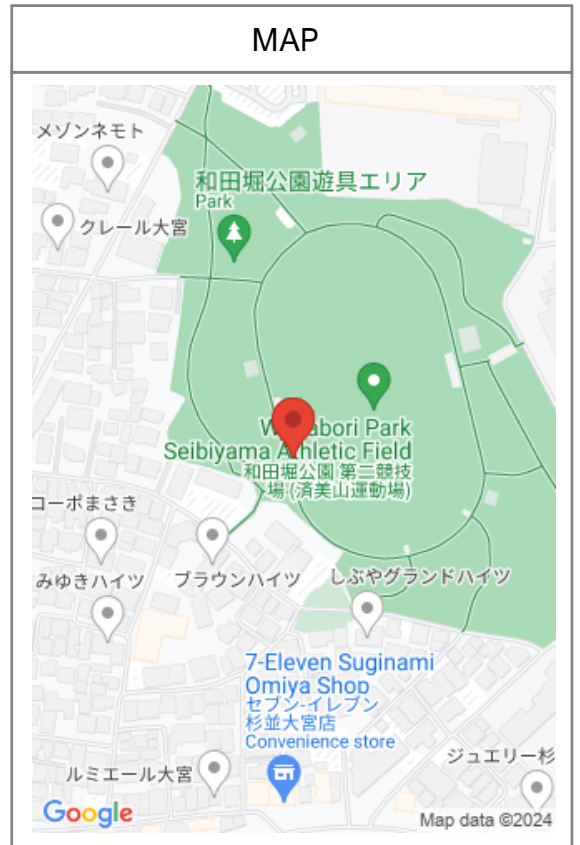 MAP
メゾンネモト
和田堀公園遊具エリア
Park
クレール大宮
Park
Seibiyama Athletic Field
和田堀公園 第二競技
場 (済美山運動場)
コーポまさき
みゆきハイツ
ブラウンハイツ
しぶやグランドハイツ
7-Eleven Suginami
Omiya Shop
セブン-イレブン
杉並大宮店
Convenience store
ジュエリー杉
ルミエール大宮
Google
Map data ©2024